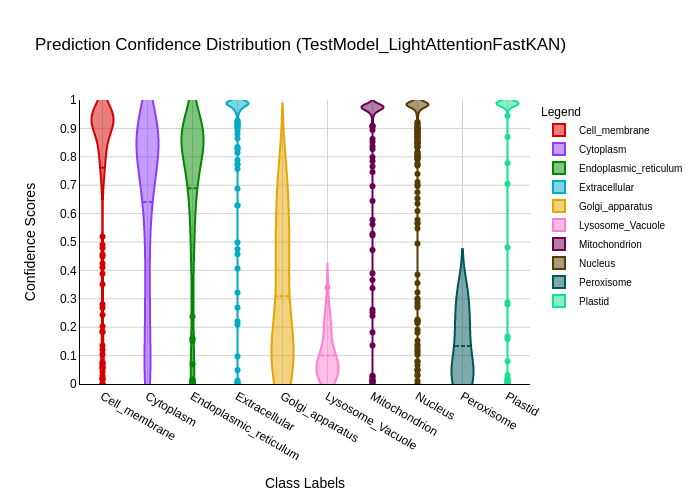 Prediction Confidence Distribution (TestModel_LightAttentionFastKAN)
Confidence Scores
1
0.9
0.8
0.7
0.6
0.5
0.4
0.3
0.2
0.1
0
Cell_membrane
Cytoplasm
Endoplasmic_reticulum
Extracellular
Golgi_apparatus
Lysosome_Vacuole
Mitochondrion
Nucleus
Peroxisome
Plastid
Class Labels
Legend
Cell_membrane
Cytoplasm
Endoplasmic_reticulum
Extracellular
Golgi_apparatus
Lysosome_Vacuole
Mitochondrion
Nucleus
Peroxisome
Plastid